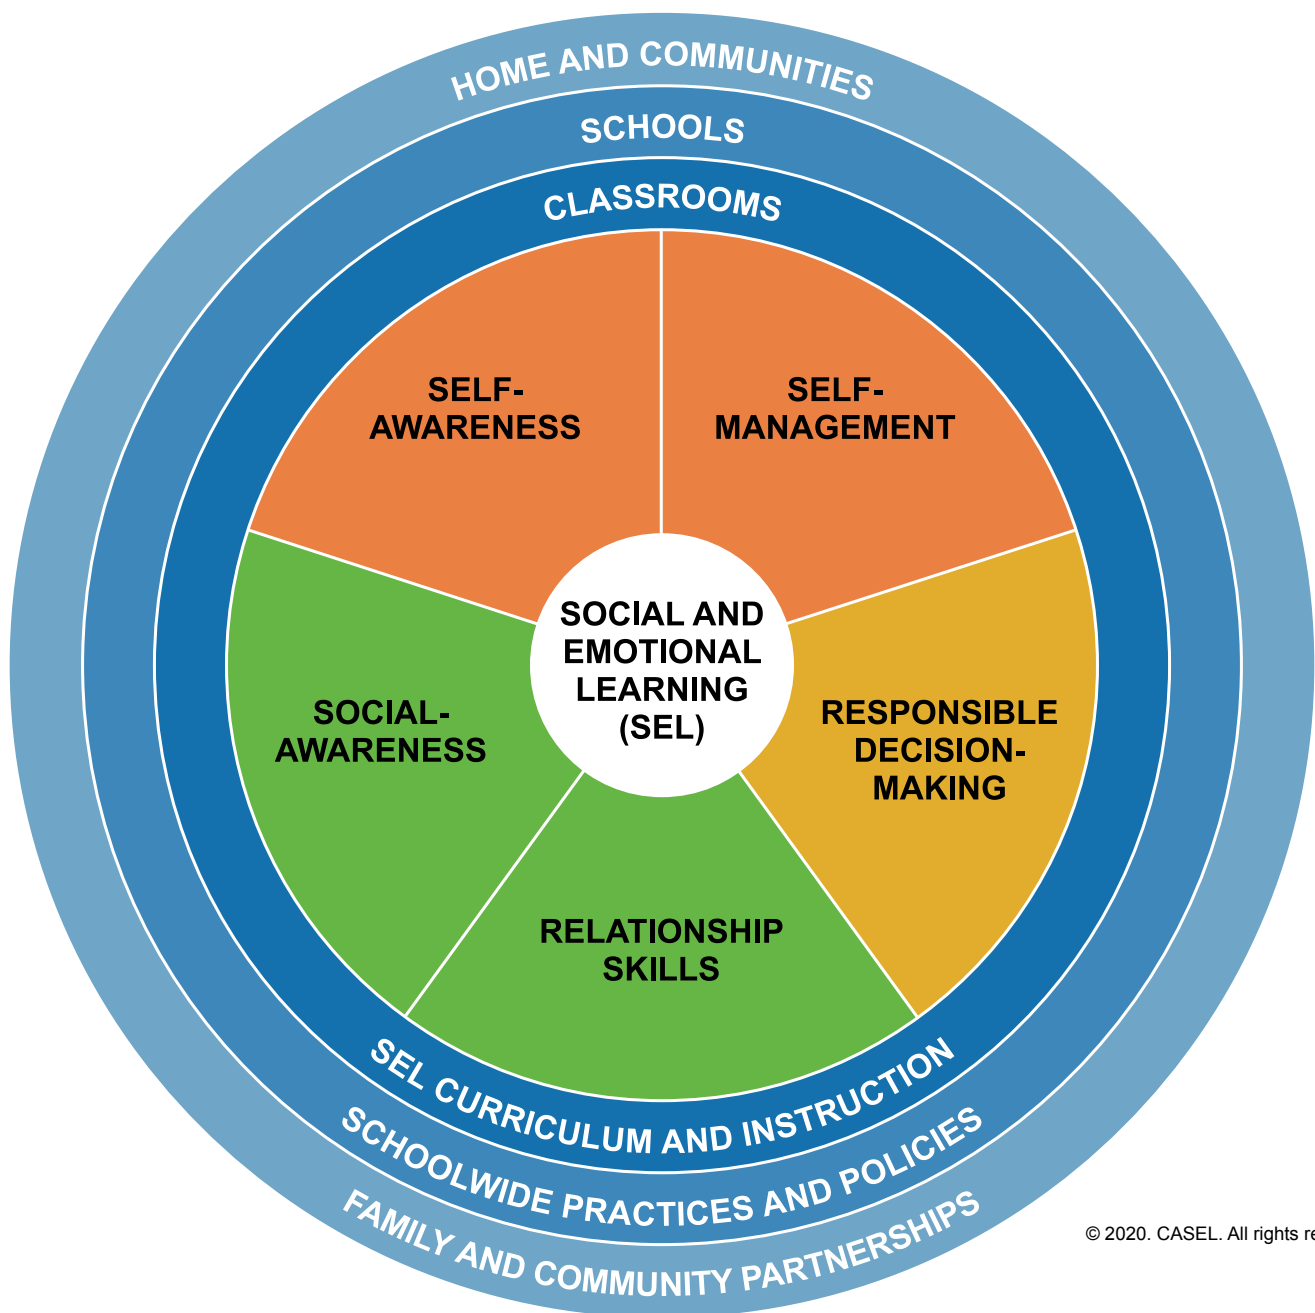 HOME AND COMMUNITIES
SCHOOLS
CLASSROOMS
SELF-
AWARENESS
SELF-
MANAGEMENT
SOCIAL AND
EMOTIONAL
LEARNING
(SEL)
SOCIAL-
AWARENESS
RESPONSIBLE
DECISION-
MAKING
RELATIONSHIP
SKILLS
SEL CURRICULUM AND INSTRUCTION
SCHOOLWIDE PRACTICES AND POLICIES
FAMILY AND COMMUNITY PARTNERSHIPS
© 2020. CASEL. All rights re